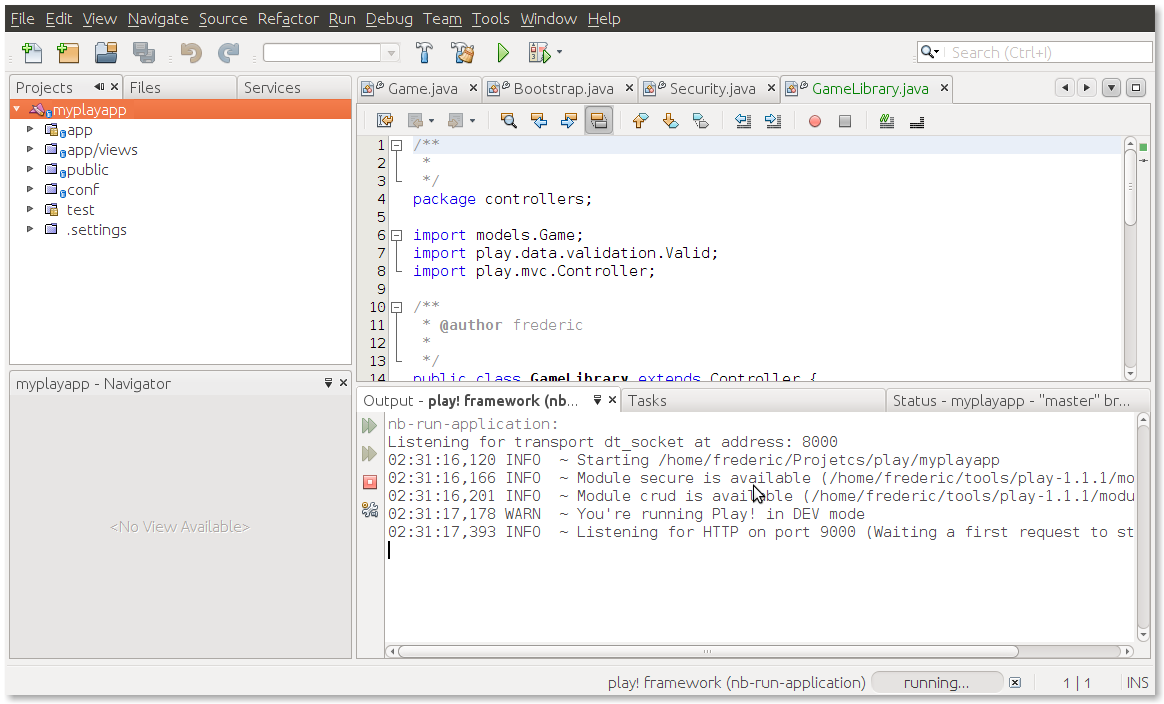 File Edit View Navigate Source Refactor Run Debug Team Tools Window Help
Search (Ctrl+I)
Projects Files Services
myplayapp
app
app/views
public
conf
test
.settings
myplayapp - Navigator
<No View Available>
Game.java Bootstrap.java Security.java GameLibrary.java
1 /**
2 *
3 */
4 package controllers;
5
6 import models.Game;
7 import play.data.validation.Valid;
8 import play.mvc.Controller;
9
10 /**
11 * @author frederic
12 *
13 */
14 public class GameLibrary extends Controller {
Output - play! framework (nb... Tasks Status - myplayapp - "master" br...
nb-run-application:
Listening for transport dt_socket at address: 8000
02:31:16,120 INFO ~ Starting /home/frederic/Projetcs/play/myplayapp
02:31:16,166 INFO ~ Module secure is available (/home/frederic/tools/play-1.1.1/mo
02:31:16,201 INFO ~ Module crud is available (/home/frederic/tools/play-1.1.1/modu
02:31:17,178 WARN ~ You're running Play! in DEV mode
02:31:17,393 INFO ~ Listening for HTTP on port 9000 (Waiting a first request to st
play! framework (nb-run-application) running... 1 | 1 INS